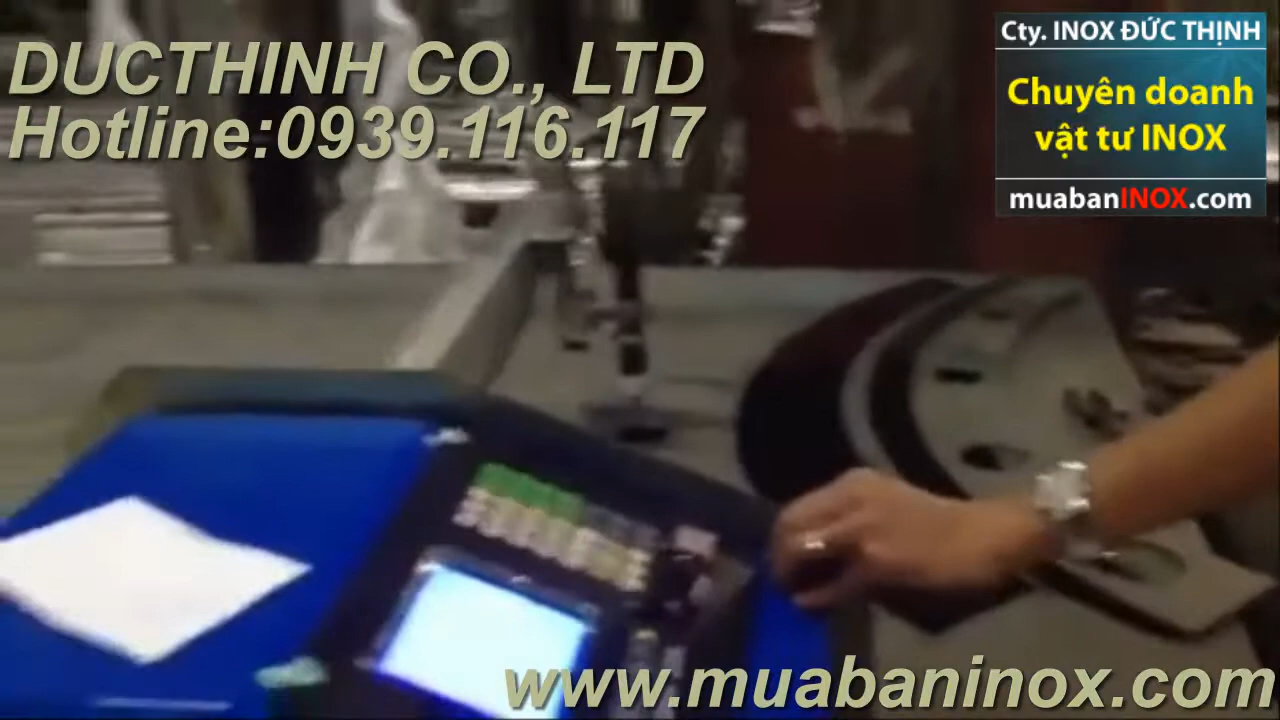 DUCTHINH CO., LTD
Hotline:0939.116.117
Cty. INOX ĐỨC THỊNH
Chuyên doanh
vật tư INOX
muabanINOX.com
www.muabaninox.com